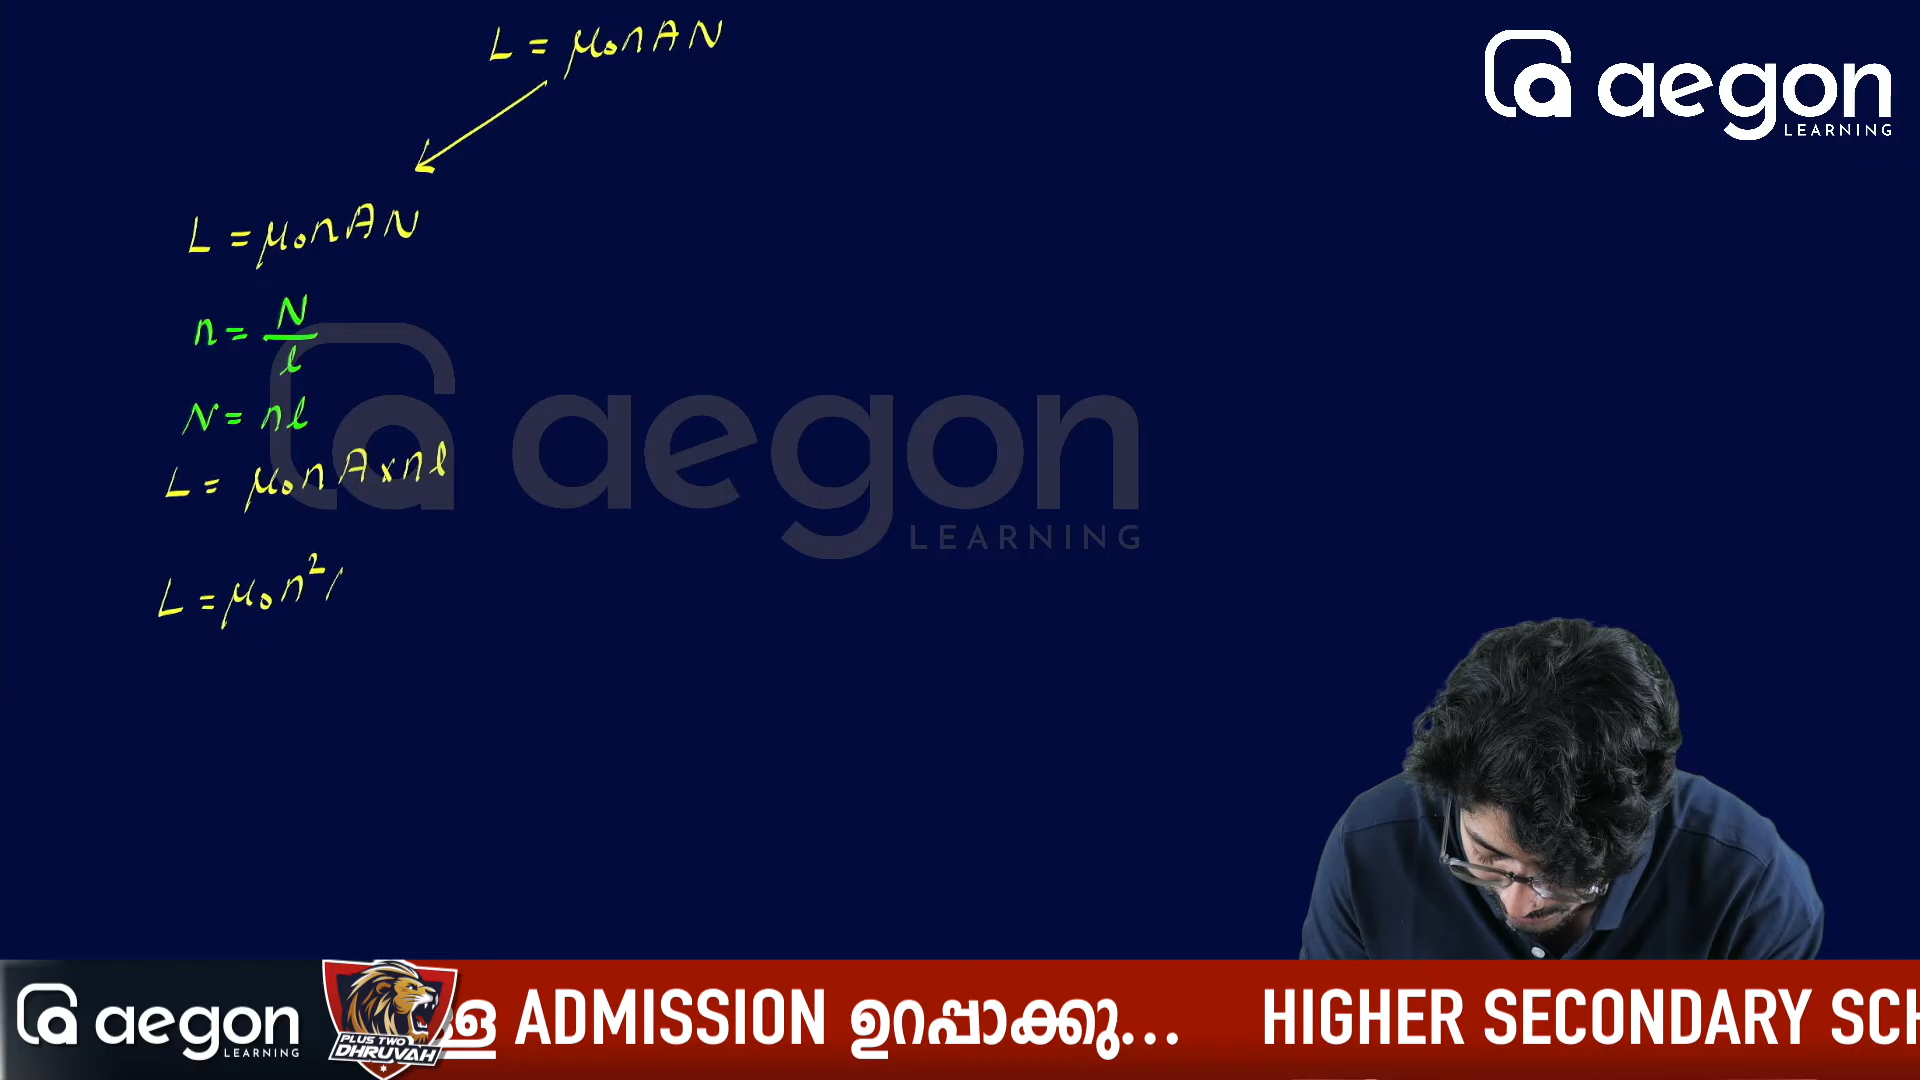 L = μ₀nAN
aegon
LEARNING
L = μ₀nAN
n = N/l
N = nl
L = μ₀nA×nl
L = μ₀n²
aegon
LEARNING
aegon
LEARNING
PLUS TWO
DHRUVAH
ള ADMISSION ഉറപ്പാക്കൂ... HIGHER SECONDARY SCH